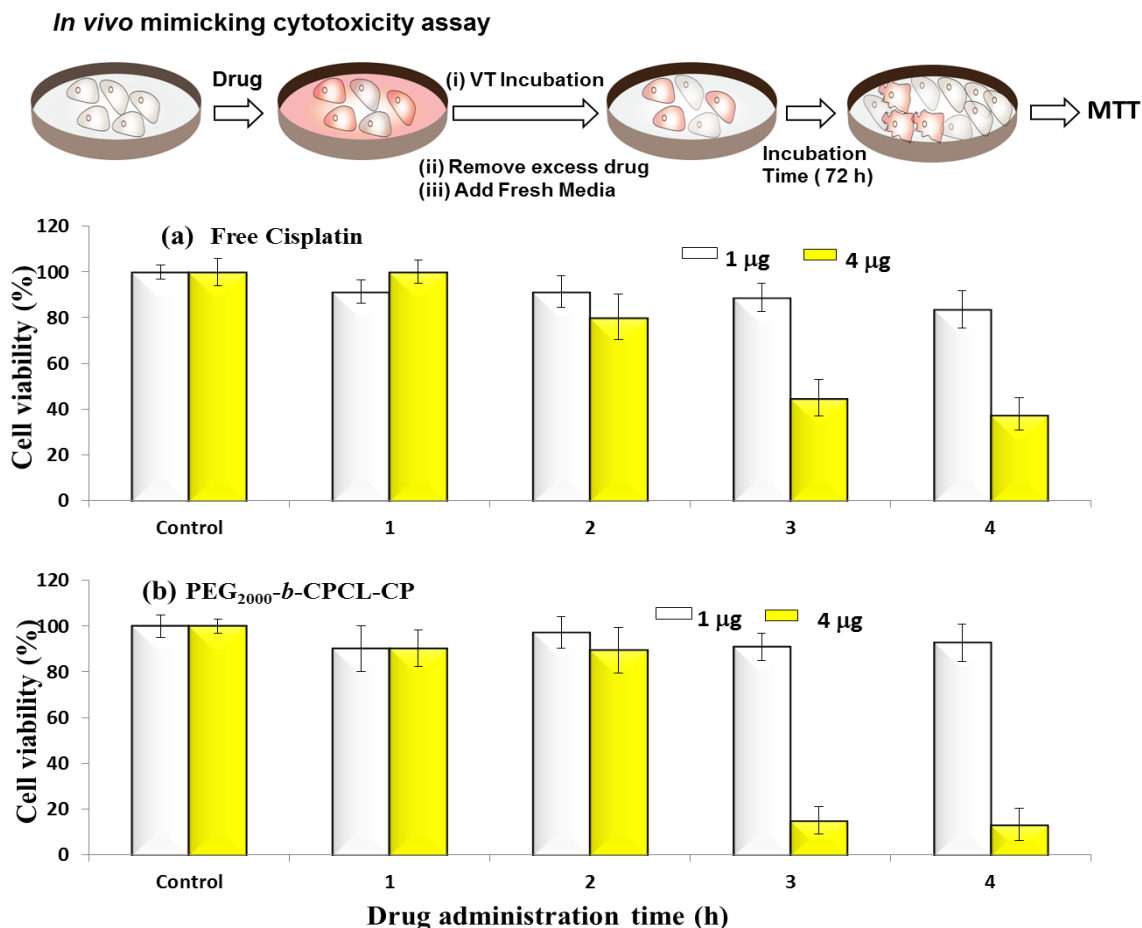 In vivo mimicking cytotoxicity assay
Drug
(i) VT Incubation
(ii) Remove excess drug
(iii) Add Fresh Media
Incubation
Time ( 72 h)
MTT
(a) Free Cisplatin
1 µg
4 µg
Cell viability (%)
120
100
80
60
40
20
0
Control 1 2 3 4
(b) PEG2000-b-CPCL-CP
1 µg
4 µg
Cell viability (%)
120
100
80
60
40
20
0
Control 1 2 3 4
Drug administration time (h)